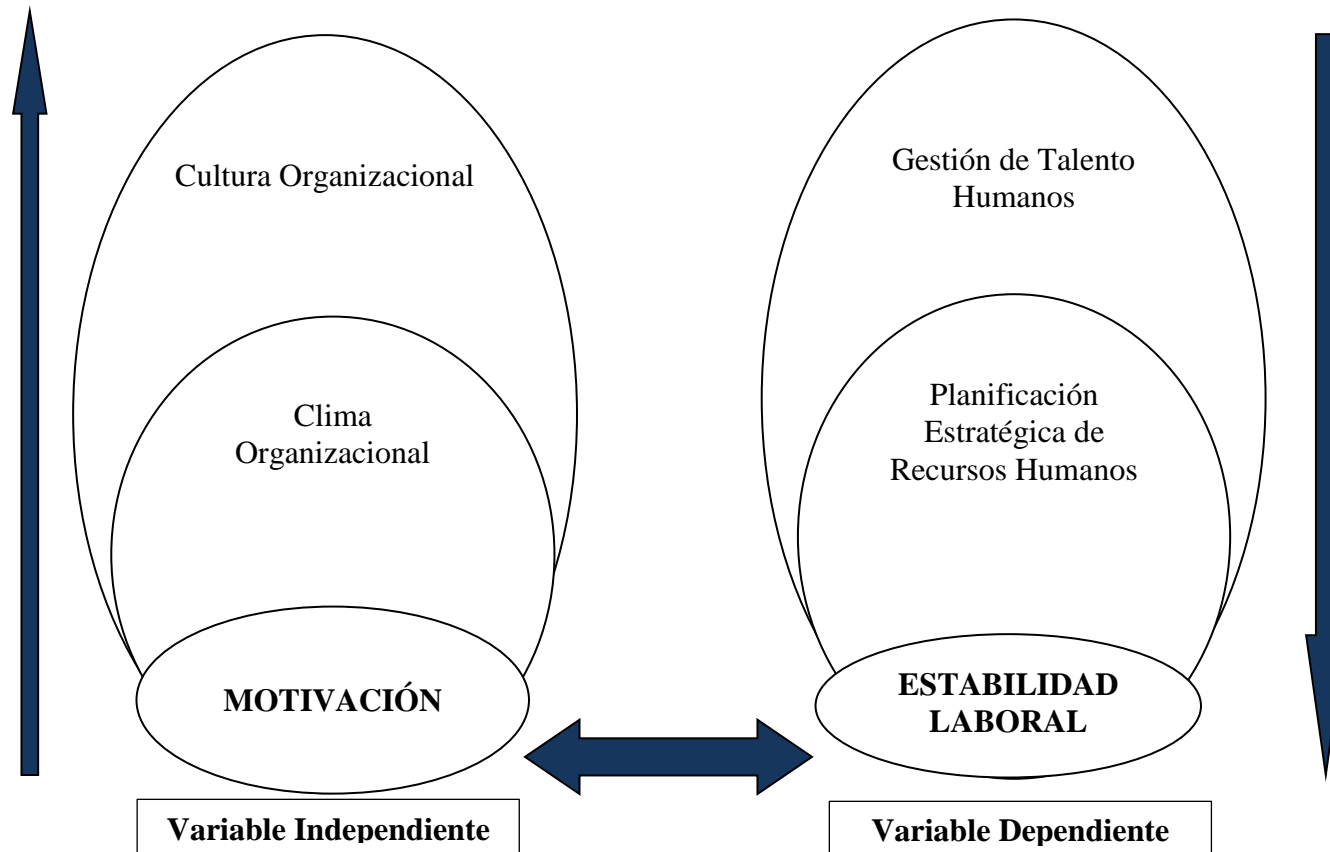 Cultura Organizacional
Clima
Organizacional
MOTIVACIÓN
Variable Independiente
Gestión de Talento
Humanos
Planificación
Estratégica de
Recursos Humanos
ESTABILIDAD
LABORAL
Variable Dependiente